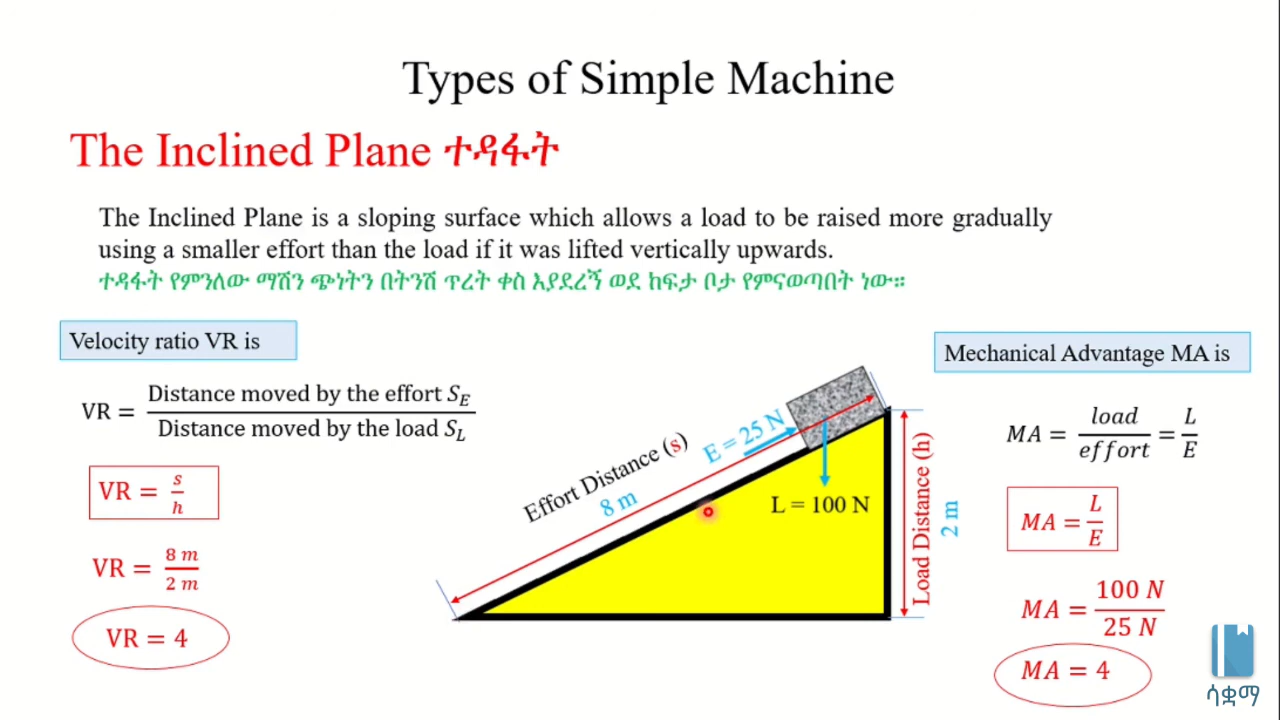 Types of Simple Machine
The Inclined Plane ተዳፋት
The Inclined Plane is a sloping surface which allows a load to be raised more gradually
using a smaller effort than the load if it was lifted vertically upwards.
ተዳፋት የምንለው ማሽን ጭነትን በትንሽ ጥረት ቀስ እያደረኝ ወደ ከፍታ ቦታ የምናወጣበት ነው።
Velocity ratio VR is
VR = Distance moved by the effort S_E / Distance moved by the load S_L
VR = s/h
VR = 8 m / 2 m
VR = 4
Effort Distance (s)
8 m
E = 25 N
L = 100 N
Load Distance (h)
2 m
Mechanical Advantage MA is
MA = load/effort = L/E
MA = L/E
MA = 100 N / 25 N
MA = 4
ሳቋማ